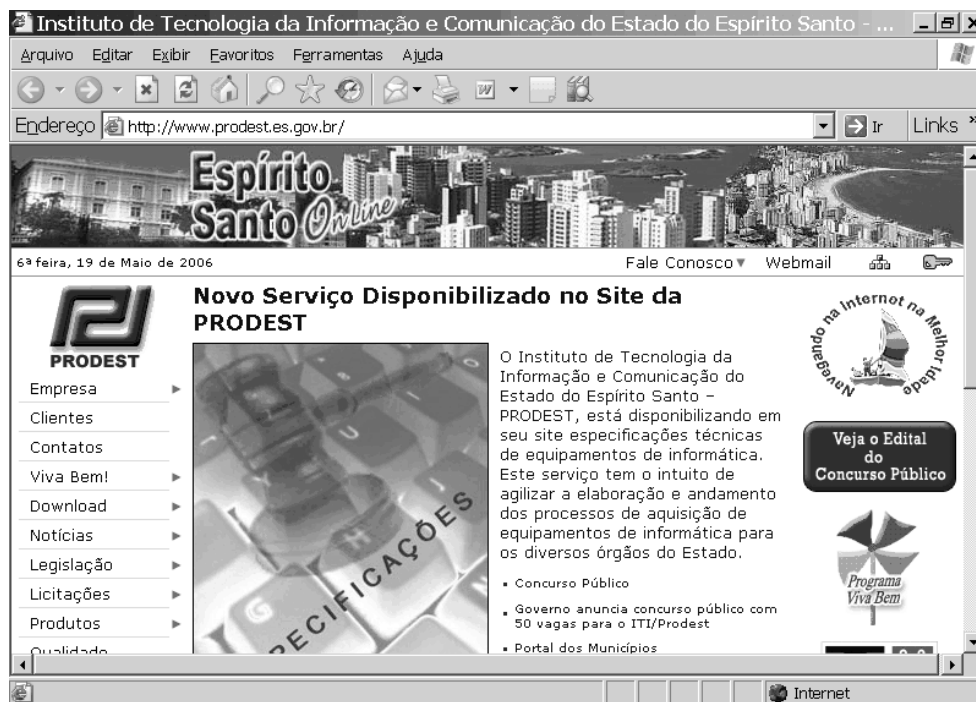 Instituto de Tecnologia da Informação e Comunicação do Estado do Espírito Santo - ...
Arquivo Editar Exibir Favoritos Ferramentas Ajuda
Endereço http://www.prodest.es.gov.br/ Ir Links »
Espírito
Santo OnLine
6ª feira, 19 de Maio de 2006 Fale Conosco Webmail
PRODEST
Empresa
Clientes
Contatos
Viva Bem!
Download
Notícias
Legislação
Licitações
Produtos
Qualidade
Novo Serviço Disponibilizado no Site da
PRODEST
ECIFICAÇÕES
O Instituto de Tecnologia da
Informação e Comunicação do
Estado do Espírito Santo –
PRODEST, está disponibilizando em
seu site especificações técnicas
de equipamentos de informática.
Este serviço tem o intuito de
agilizar a elaboração e andamento
dos processos de aquisição de
equipamentos de informática para
os diversos órgãos do Estado.
Concurso Público
Governo anuncia concurso público com
50 vagas para o ITI/Prodest
Portal dos Municípios
Navegando na Internet na Melhor Idade
Veja o Edital
do
Concurso Público
Programa
Viva Bem
Internet